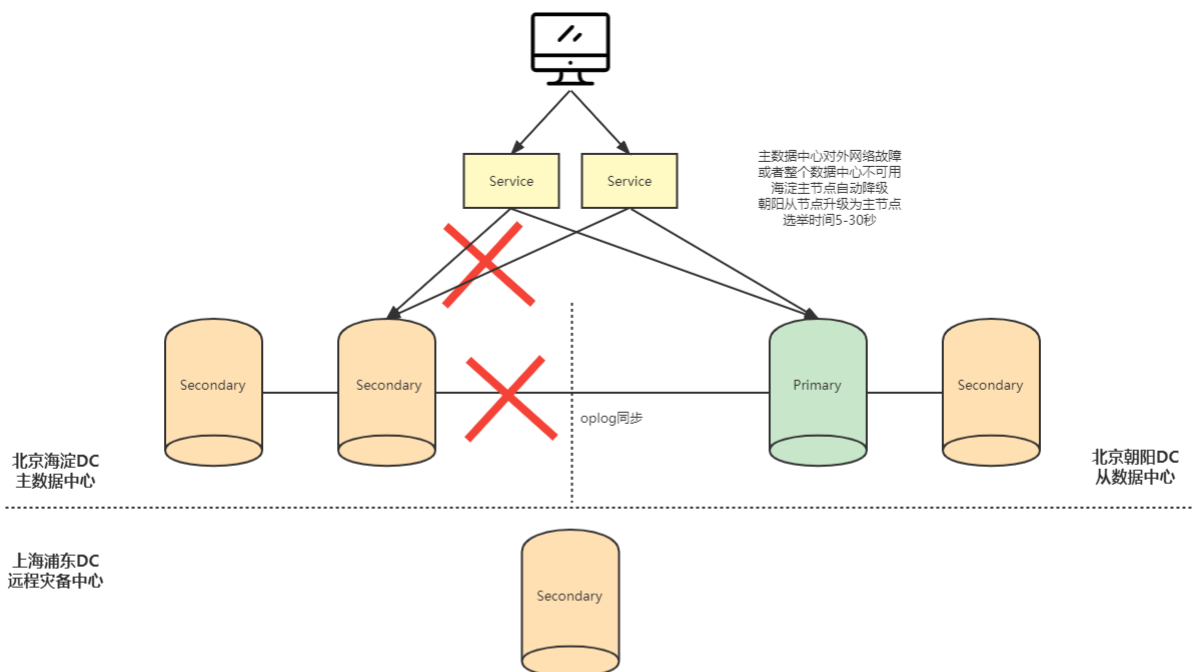 Service
Service
主数据中心对外网络故障
或者整个数据中心不可用
海淀主节点自动降级
朝阳从节点升级为主节点
选举时间5-30秒
Secondary
Secondary
Primary
Secondary
oplog同步
北京海淀DC
主数据中心
北京朝阳DC
从数据中心
上海浦东DC
远程灾备中心
Secondary